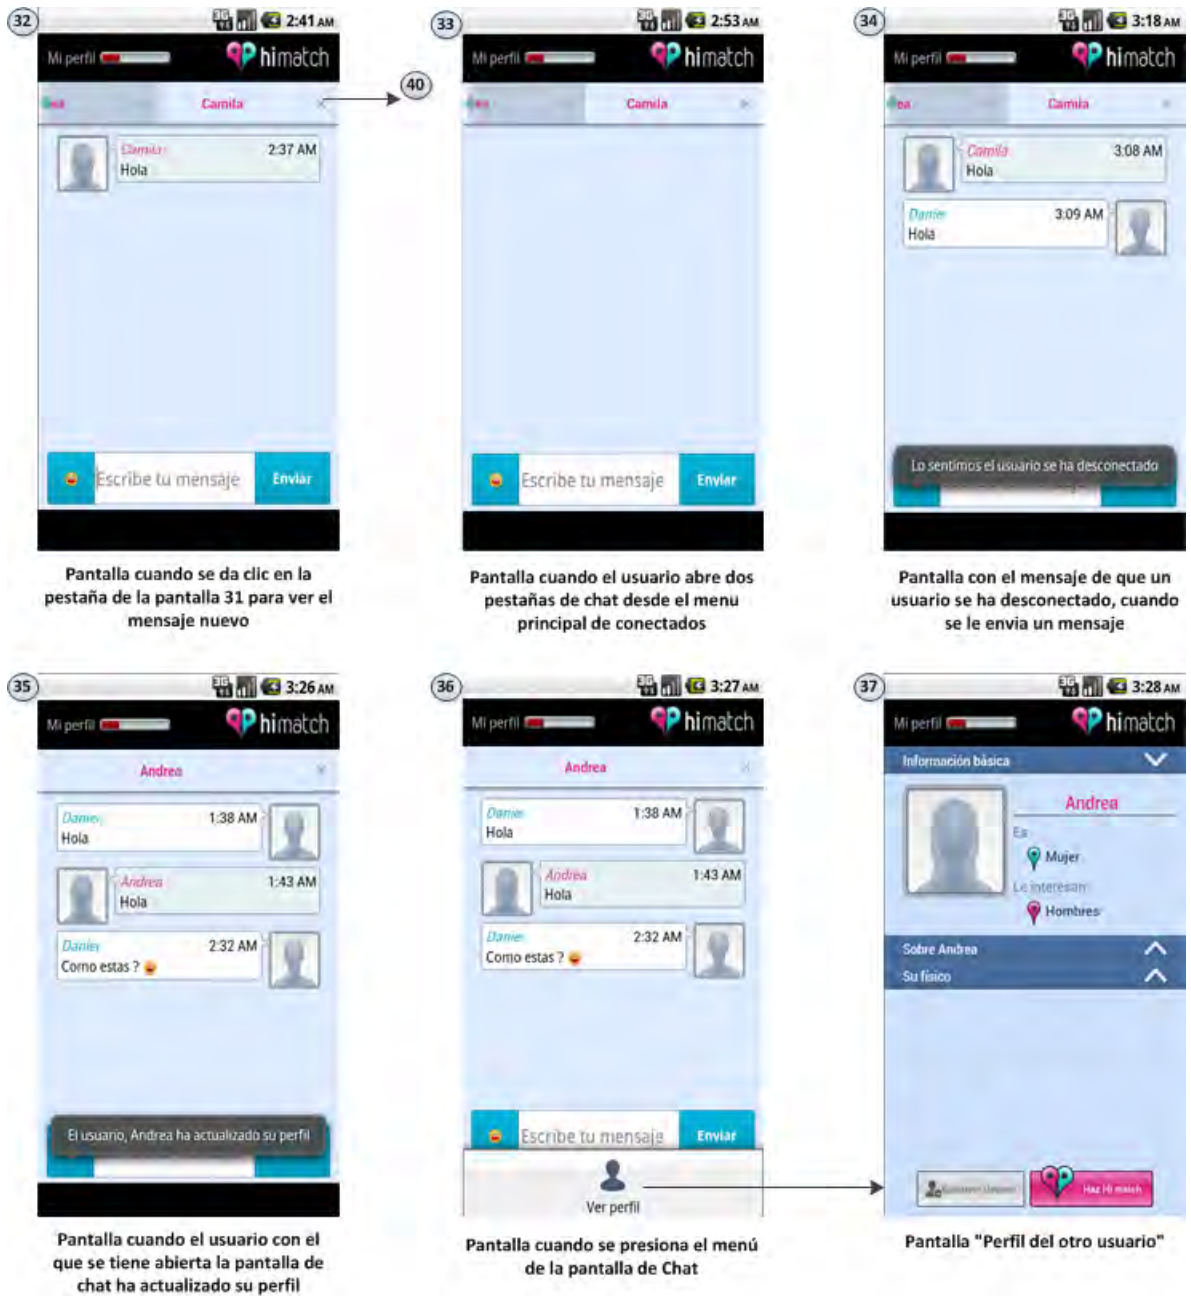 32
3G
2:41 AM
Mi perfil
himatch
Camila
×
40
Camila 2:37 AM
Hola
Escribe tu mensaje
Enviar
Pantalla cuando se da clic en la
pestaña de la pantalla 31 para ver el
mensaje nuevo
33
3G
2:53 AM
Mi perfil
himatch
Camila
×
Escribe tu mensaje
Enviar
Pantalla cuando el usuario abre dos
pestañas de chat desde el menu
principal de conectados
34
3G
3:18 AM
Mi perfil
himatch
ea
Camila
×
Camila 3:08 AM
Hola
Daniel 3:09 AM
Hola
Lo sentimos el usuario se ha desconectado
Pantalla con el mensaje de que un
usuario se ha desconectado, cuando
se le envia un mensaje
35
3G
3:26 AM
Mi perfil
himatch
Andrea
×
Daniel 1:38 AM
Hola
Andrea 1:43 AM
Hola
Daniel 2:32 AM
Como estas ?
El usuario, Andrea ha actualizado su perfil
Pantalla cuando el usuario con el
que se tiene abierta la pantalla de
chat ha actualizado su perfil
36
3G
3:27 AM
Mi perfil
himatch
Andrea
×
Daniel 1:38 AM
Hola
Andrea 1:43 AM
Hola
Daniel 2:32 AM
Como estas ?
Escribe tu mensaje
Enviar
Ver perfil
Pantalla cuando se presiona el menú
de la pantalla de Chat
37
3G
3:28 AM
Mi perfil
himatch
Información básica
Andrea
Es
Mujer
Le interesan
Hombres
Sobre Andrea
Su físico
Haz Hi match
Pantalla "Perfil del otro usuario"